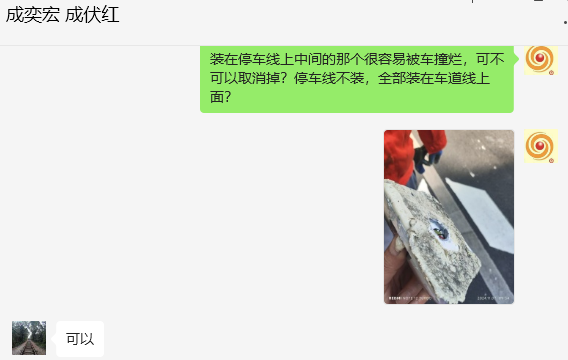 成奕宏 成伏红
装在停车线上中间的那个很容易被车撞烂，可不
可以取消掉？停车线不装，全部装在车道线上
面？
可以